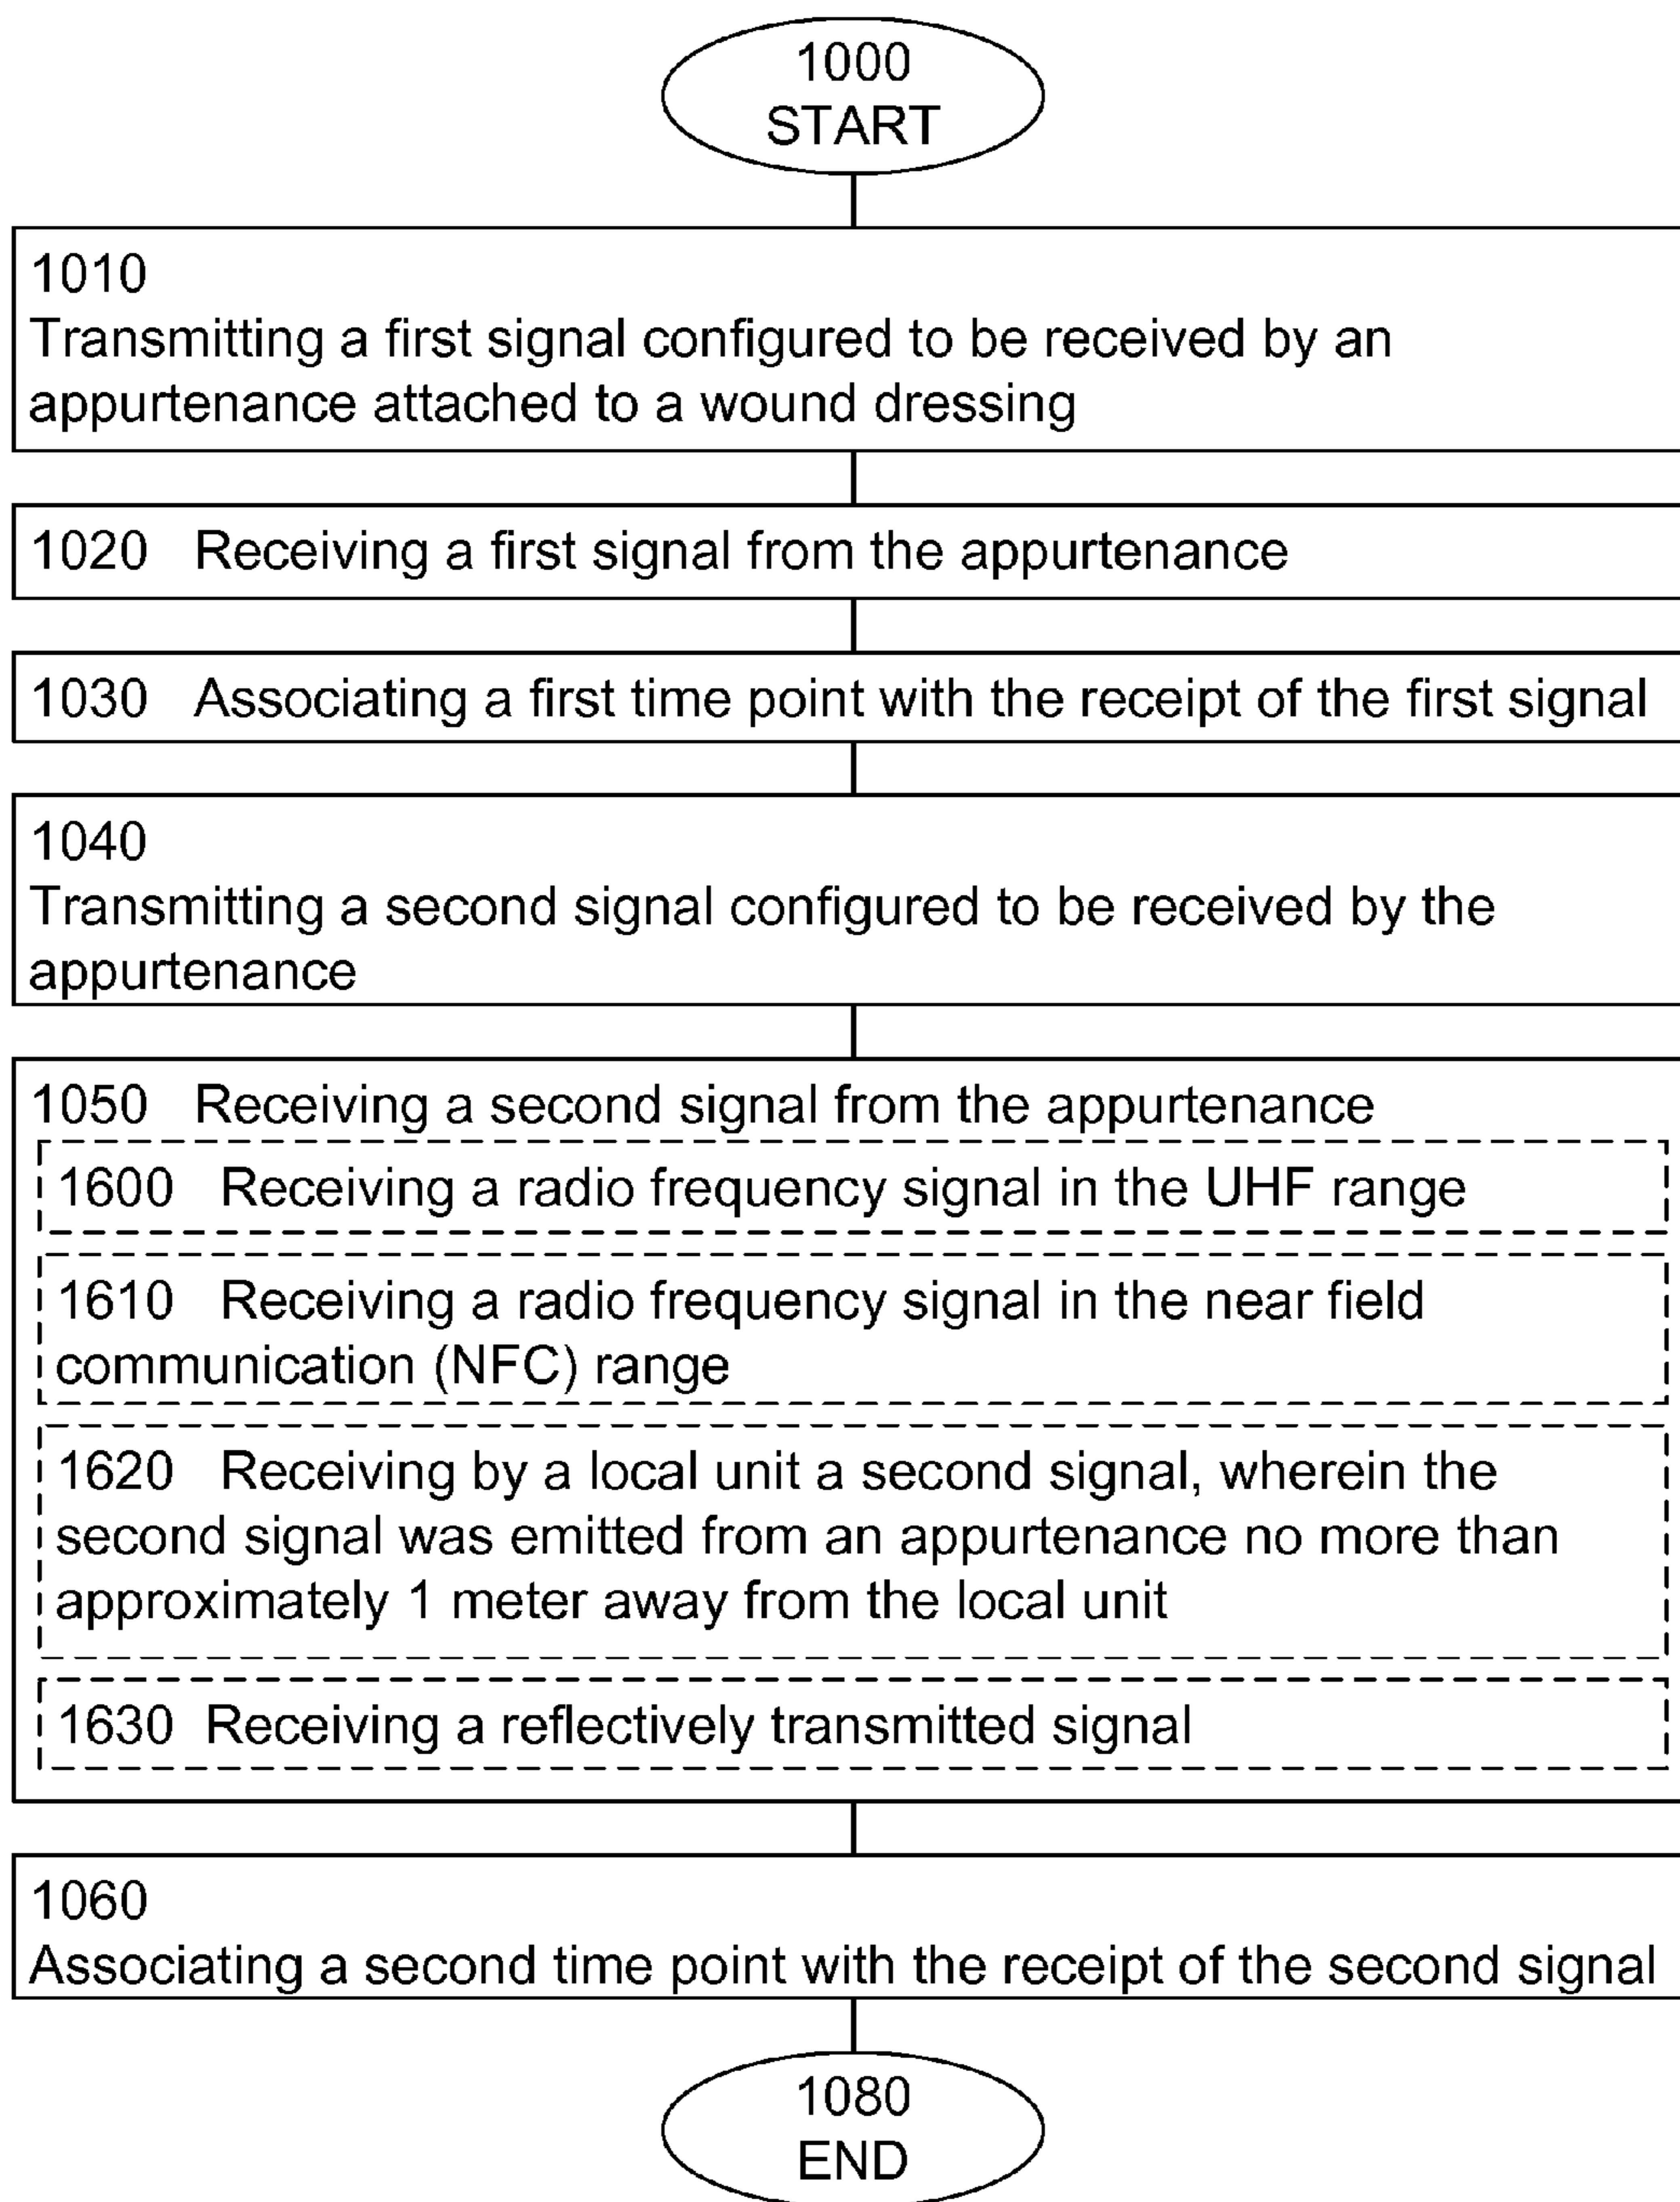 1000
START
1010
Transmitting a first signal configured to be received by an
appurtenance attached to a wound dressing
1020 Receiving a first signal from the appurtenance
1030 Associating a first time point with the receipt of the first signal
1040
Transmitting a second signal configured to be received by the
appurtenance
1050 Receiving a second signal from the appurtenance
1600 Receiving a radio frequency signal in the UHF range
1610 Receiving a radio frequency signal in the near field
communication (NFC) range
1620 Receiving by a local unit a second signal, wherein the
second signal was emitted from an appurtenance no more than
approximately 1 meter away from the local unit
1630 Receiving a reflectively transmitted signal
1060
Associating a second time point with the receipt of the second signal
1080
END